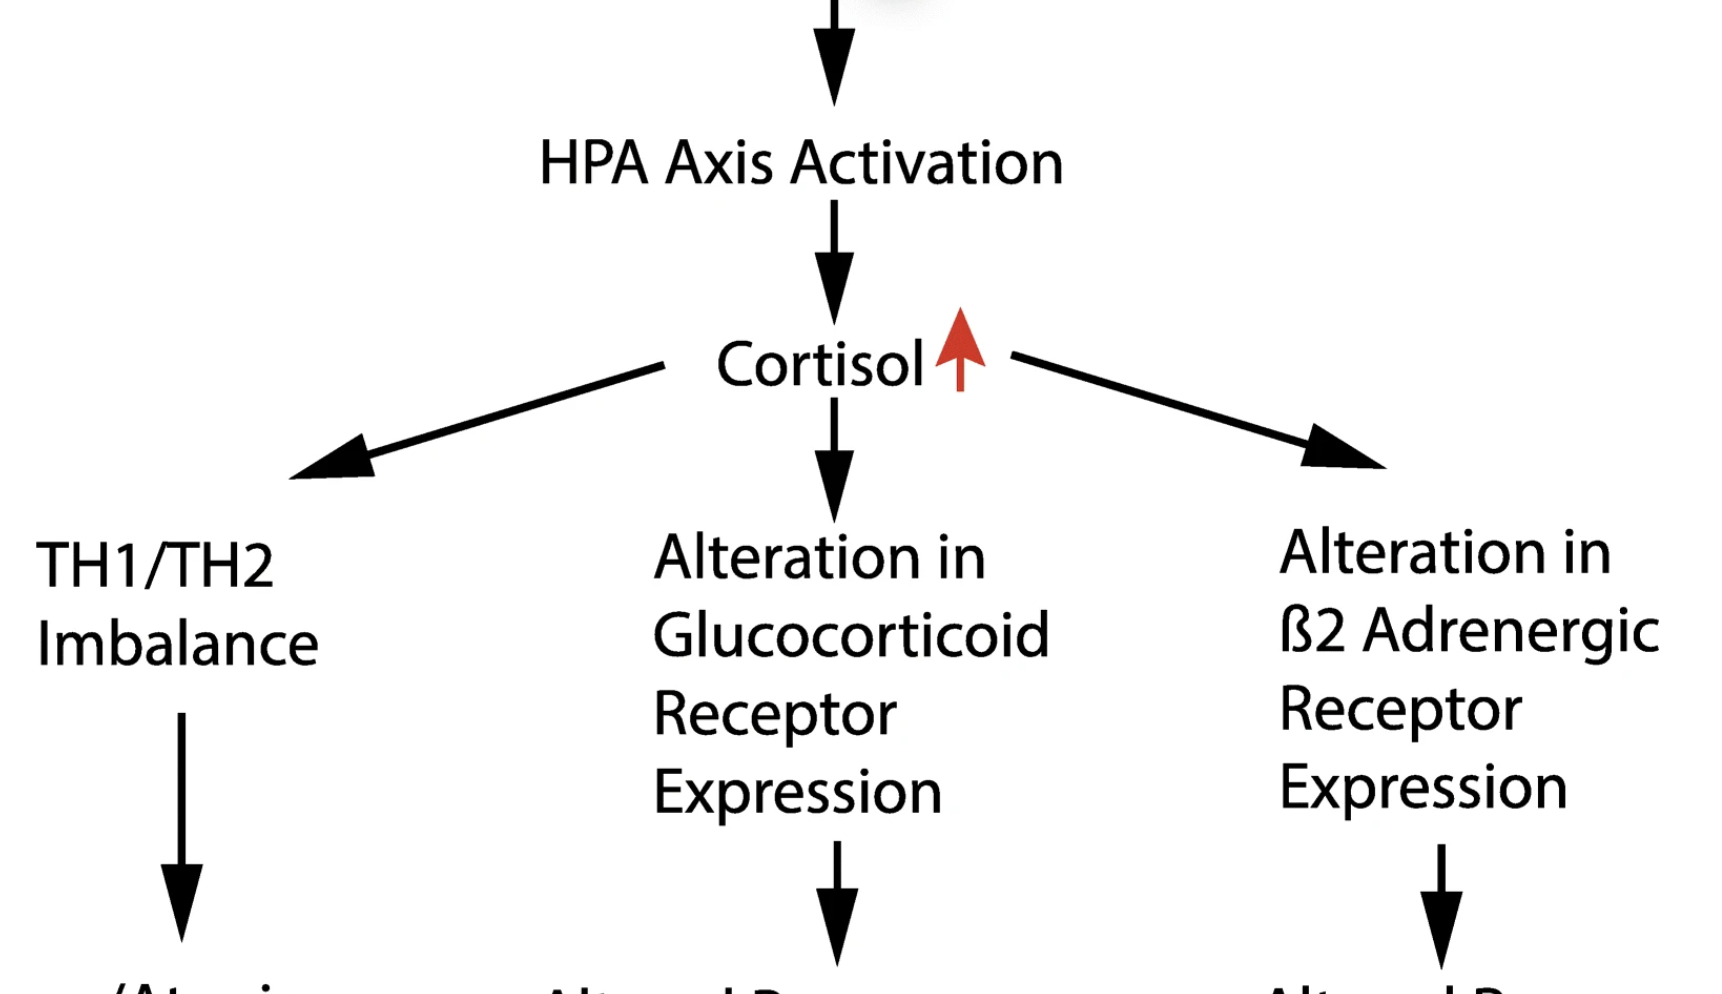 HPA Axis Activation
Cortisol
TH1/TH2
Imbalance
Alteration in
Glucocorticoid
Receptor
Expression
Alteration in
ß2 Adrenergic
Receptor
Expression